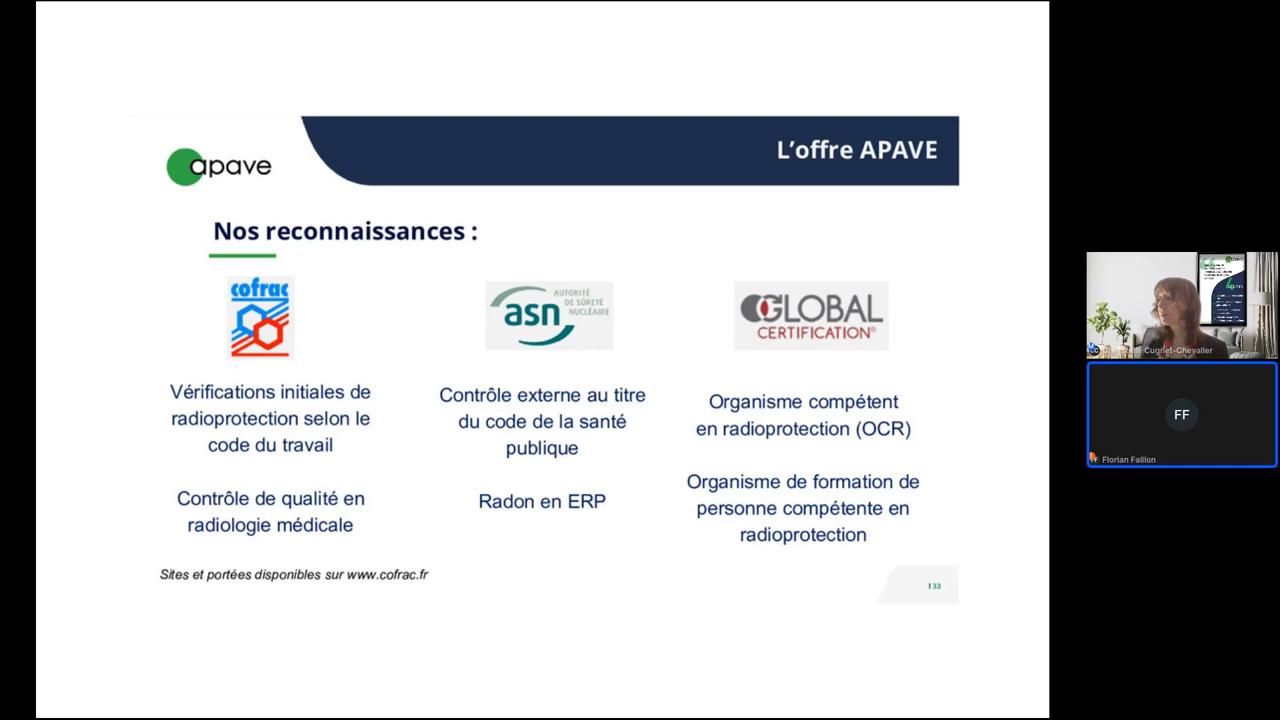 apave
L'offre APAVE
Nos reconnaissances :
cofrac
asn
AUTORITÉ
DE SÛRETÉ
NUCLÉAIRE
GLOBAL
CERTIFICATION®
Vérifications initiales de
radioprotection selon le
code du travail
Contrôle de qualité en
radiologie médicale
Contrôle externe au titre
du code de la santé
publique
Radon en ERP
Organisme compétent
en radioprotection (OCR)
Organisme de formation de
personne compétente en
radioprotection
Sites et portées disponibles sur www.cofrac.fr
I 33
Cugnet-Chevalier
FF
Florian Faillon